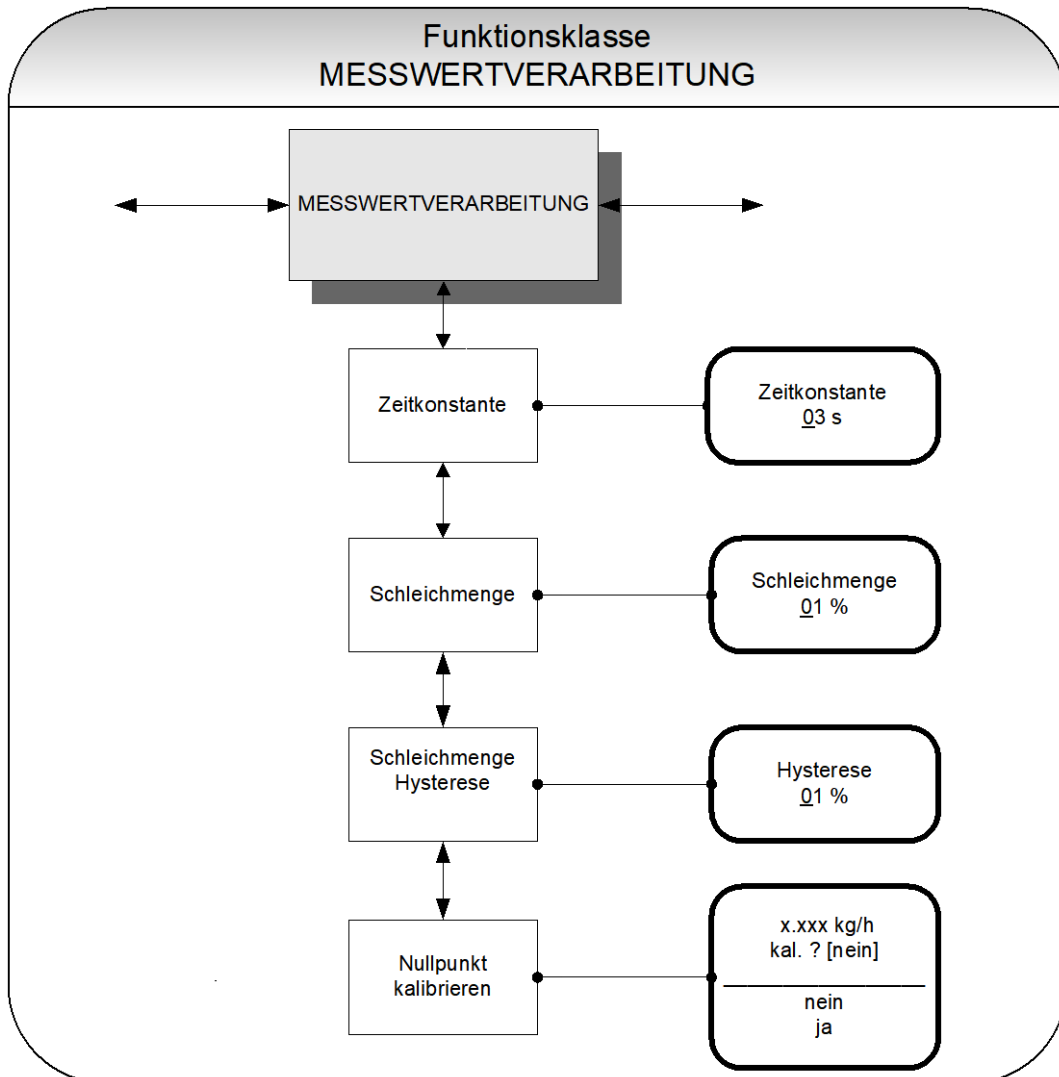 Funktionsklasse
MESSWERTVERARBEITUNG
MESSWERTVERARBEITUNG
Zeitkonstante
Zeitkonstante
03 s
Schleichmenge
Schleichmenge
01 %
Schleichmenge
Hysterese
Hysterese
01 %
Nullpunkt
kalibrieren
x.xxx kg/h
kal. ? [nein]
nein
ja